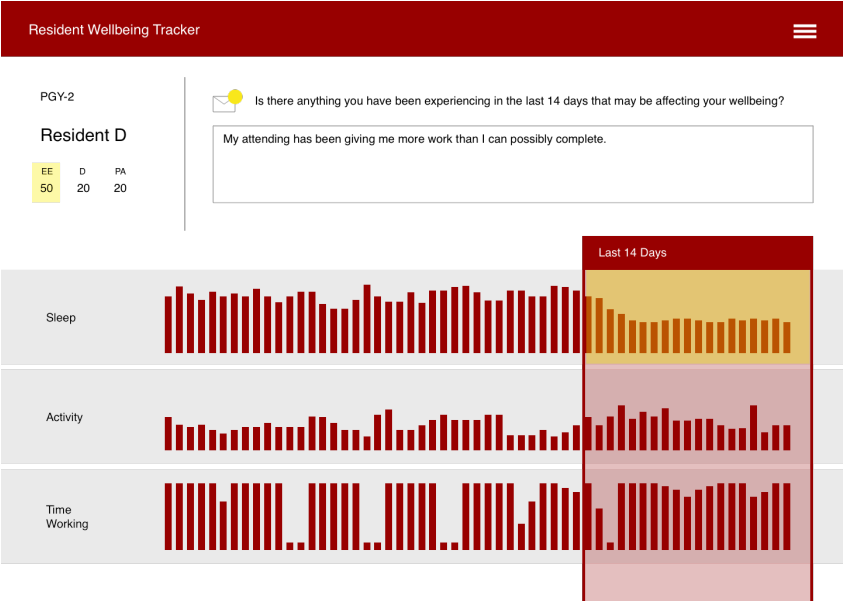 Resident Wellbeing Tracker
PGY-2
Resident D
EE D PA
50 20 20
Is there anything you have been experiencing in the last 14 days that may be affecting your wellbeing?
My attending has been giving me more work than I can possibly complete.
Last 14 Days
Sleep
Activity
Time
Working